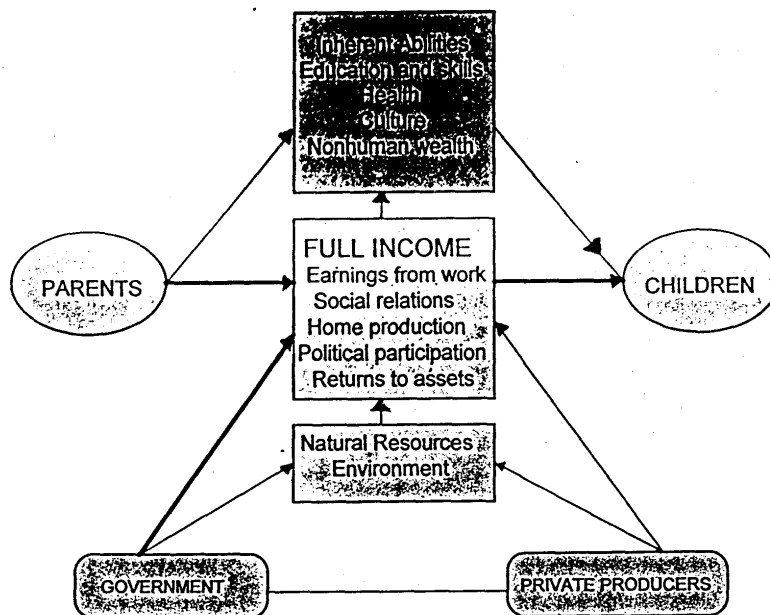 Inherent Abilities
Education and skills
Health
Culture
Nonhuman wealth
FULL INCOME
Earnings from work
Social relations
Home production
Political participation
Returns to assets
PARENTS
CHILDREN
Natural Resources
Environment
GOVERNMENT
PRIVATE PRODUCERS